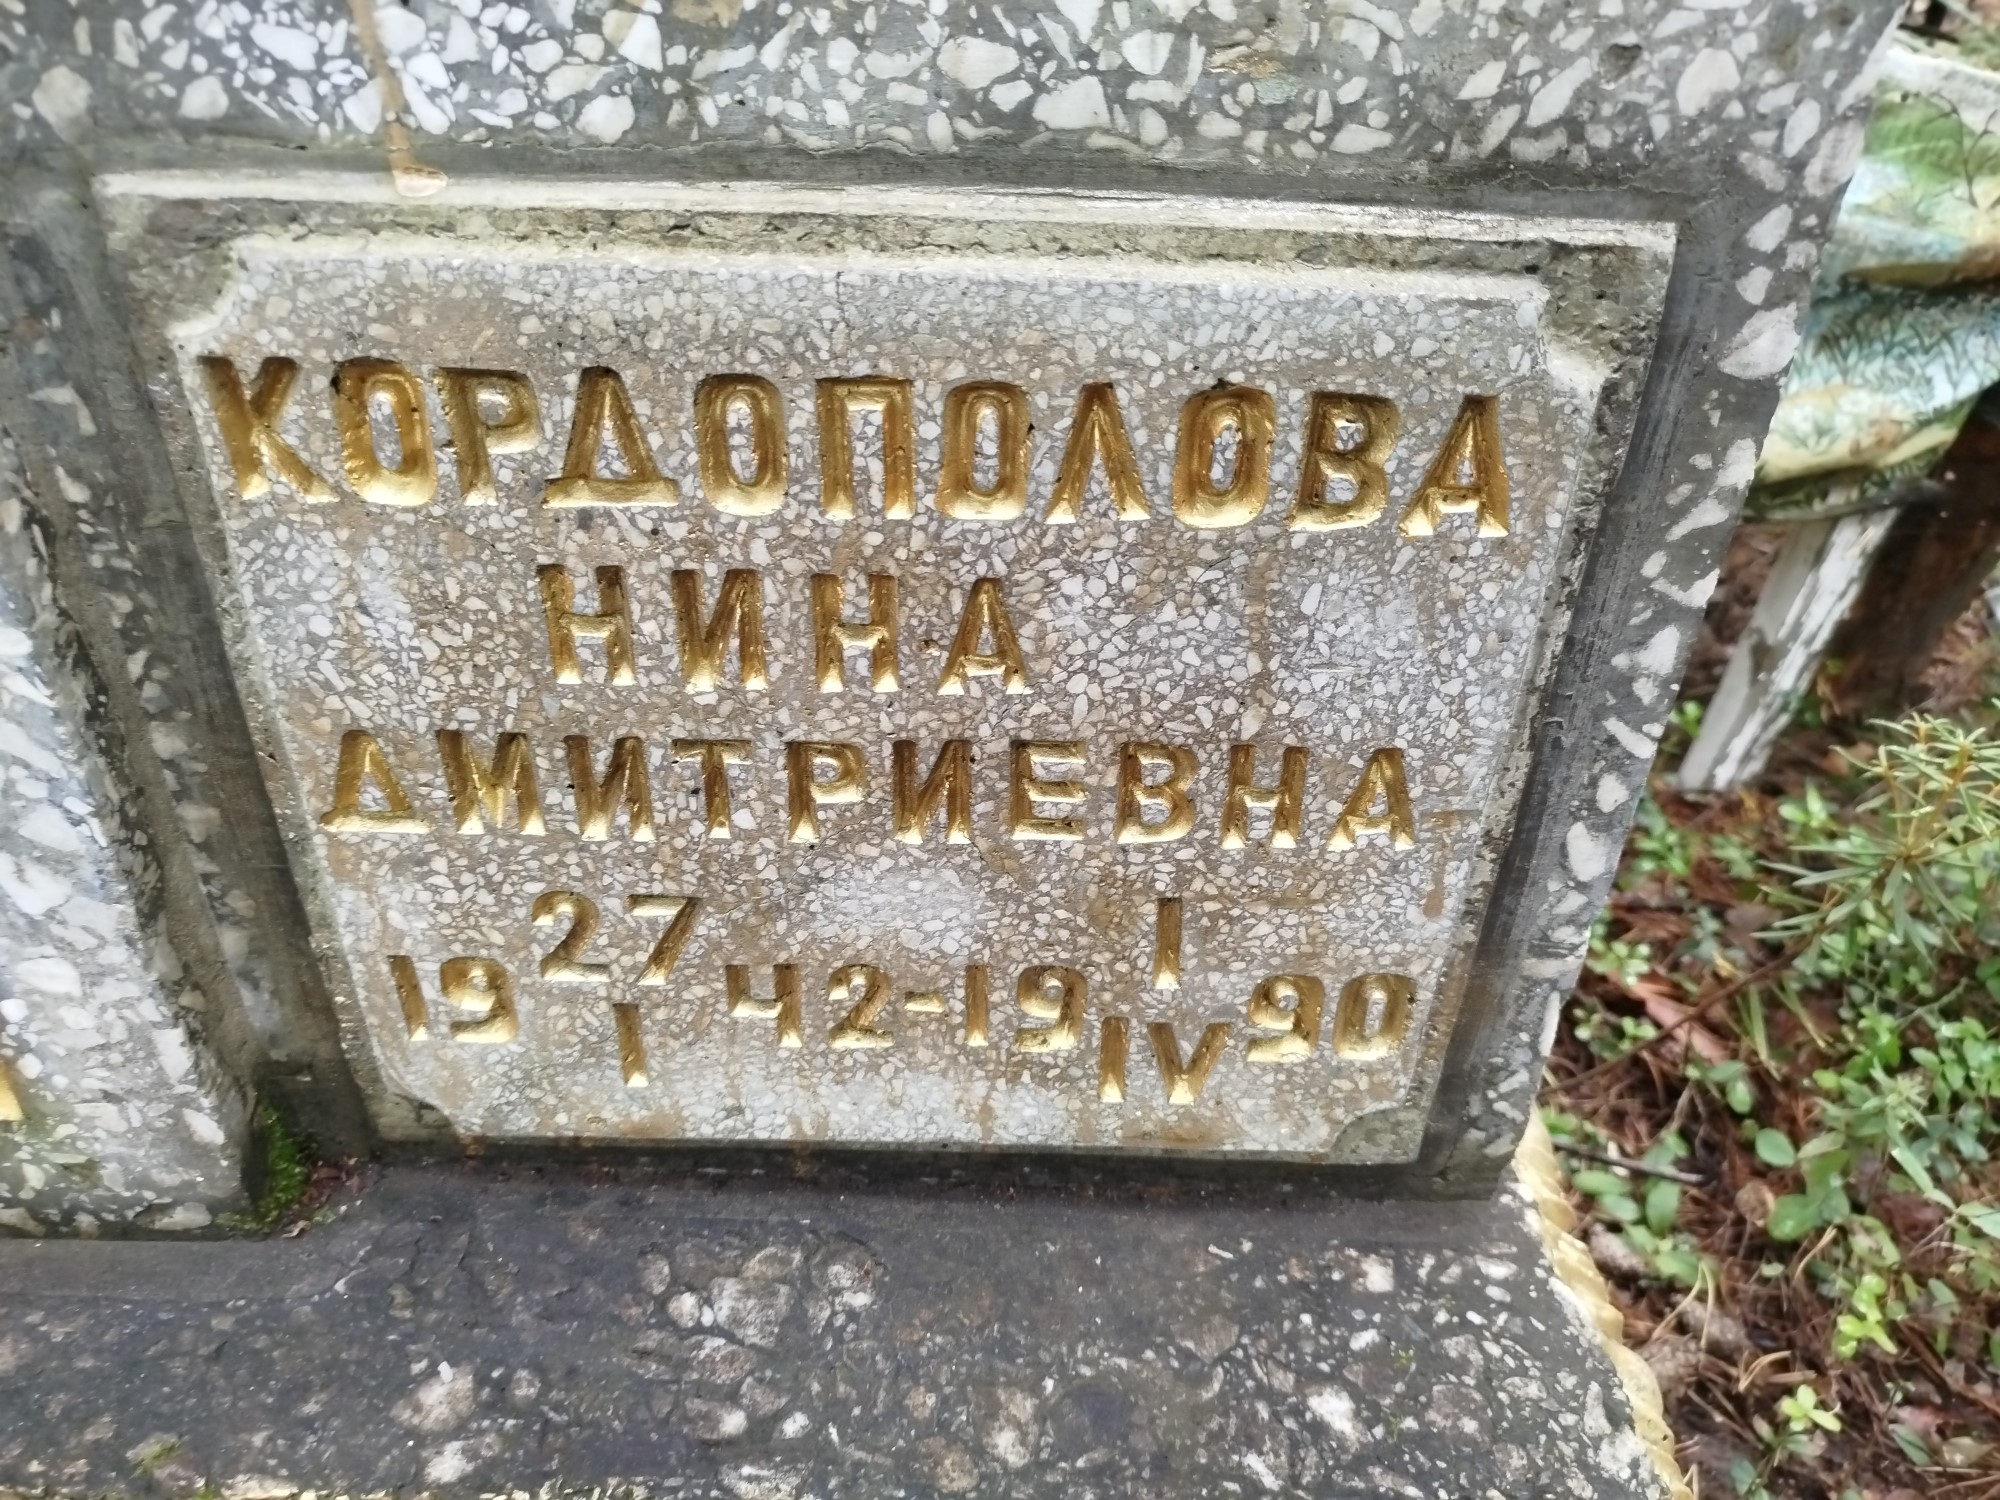 КОРДОПОЛОВА
НИНА
ДМИТРИЕВНА
19 27/I 42-19 I/IV 90